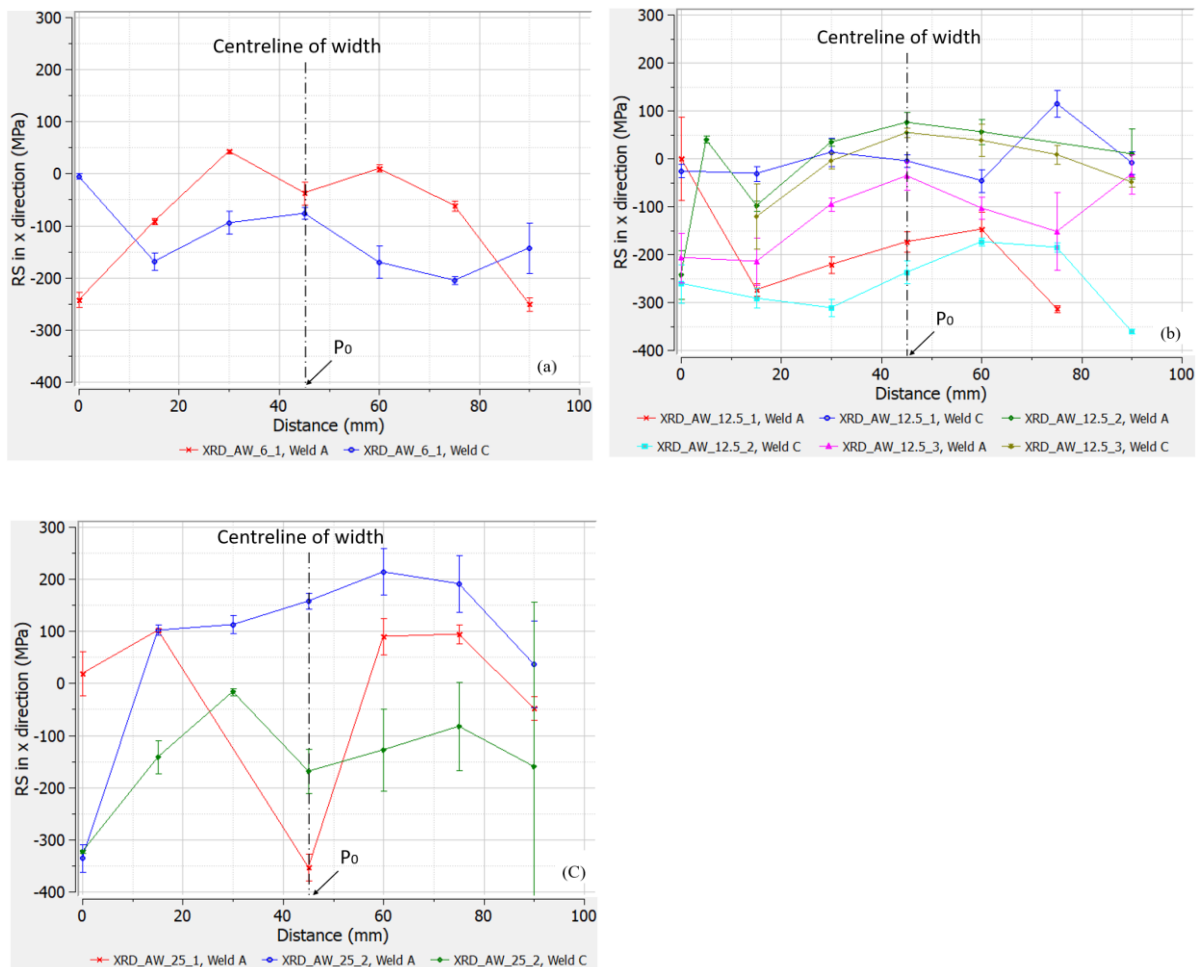 300
200
100
0
-100
-200
-300
-400
RS in x direction (MPa)
Centreline of width
P0
(a)
0 20 40 60 80 100
Distance (mm)
XRD_AW_6_1, Weld A XRD_AW_6_1, Weld C
300
200
100
0
-100
-200
-300
-400
RS in x direction (MPa)
Centreline of width
P0
(b)
0 20 40 60 80 100
Distance (mm)
XRD_AW_12.5_1, Weld A XRD_AW_12.5_1, Weld C XRD_AW_12.5_2, Weld A
XRD_AW_12.5_2, Weld C XRD_AW_12.5_3, Weld A XRD_AW_12.5_3, Weld C
300
200
100
0
-100
-200
-300
-400
RS in x direction (MPa)
Centreline of width
P0
(C)
0 20 40 60 80 100
Distance (mm)
XRD_AW_25_1, Weld A XRD_AW_25_2, Weld A XRD_AW_25_2, Weld C